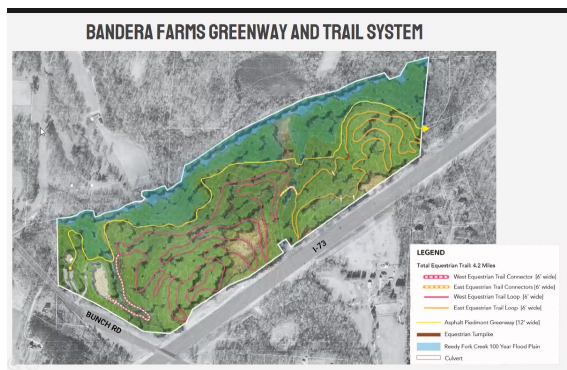 BANDERA FARMS GREENWAY AND TRAIL SYSTEM
I-73
BUNCH RD
LEGEND
Total Equestrian Trail: 4.2 Miles
West Equestrian Trail Connector [6' wide]
East Equestrian Trail Connectors [6' wide]
West Equestrian Trail Loop [6' wide]
East Equestrian Trail Loop [6' wide]
Asphalt Piedmont Greenway [12' wide]
Equestrian Turnpike
Reedy Fork Creek 100 Year Flood Plain
Culvert